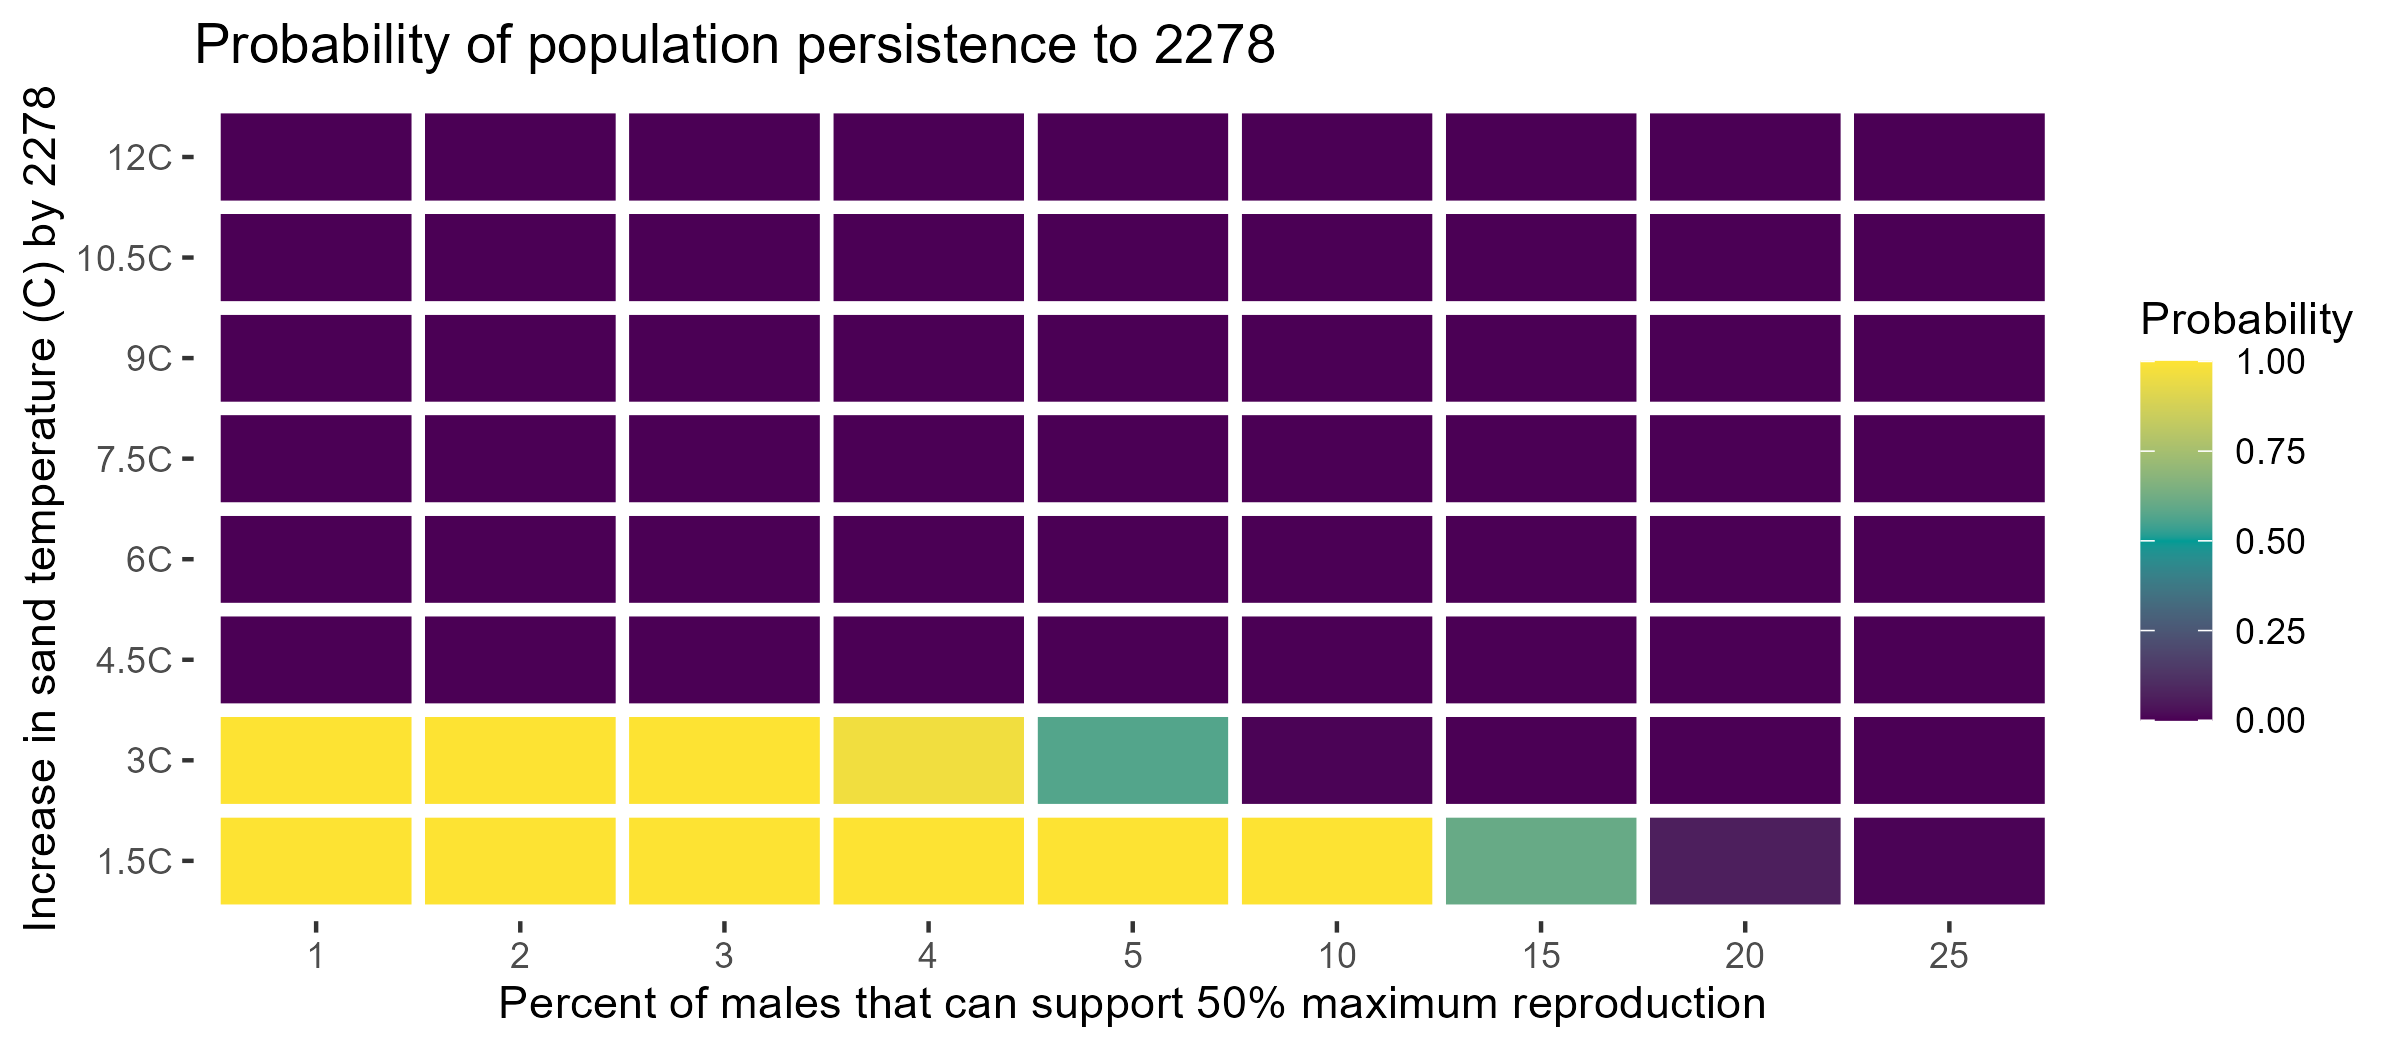 Probability of population persistence to 2278
Increase in sand temperature (C) by 2278
12C
10.5C
9C
7.5C
6C
4.5C
3C
1.5C
1 2 3 4 5 10 15 20 25
Percent of males that can support 50% maximum reproduction
Probability
1.00
0.75
0.50
0.25
0.00